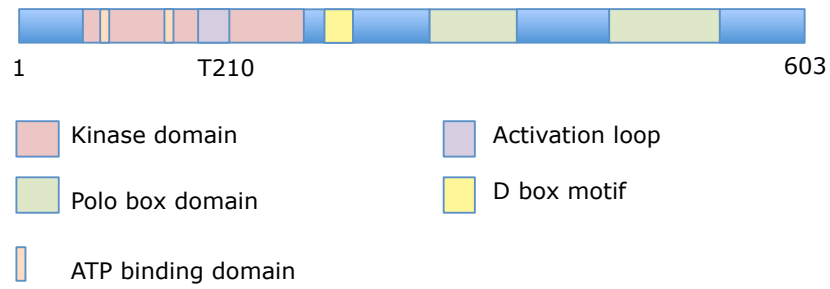 1 T210 603
Kinase domain Activation loop
Polo box domain D box motif
ATP binding domain